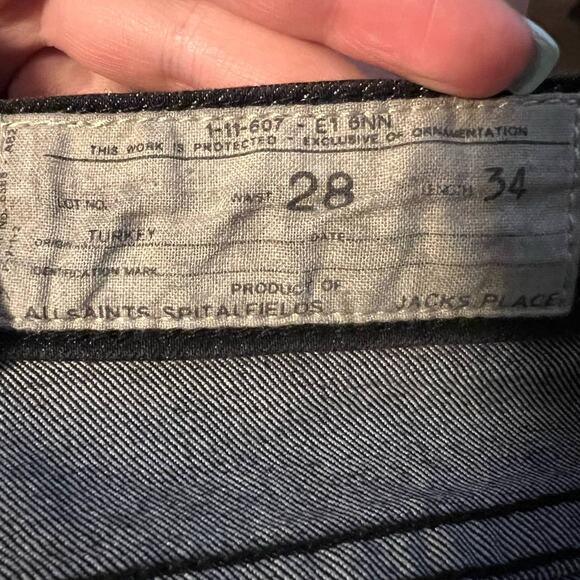 1-11-607 - E1 6NN
THIS WORK IS PROTECTED - EXCLUSIVE OF ORNAMENTATION
LOT NO. WAIST 28 LENGTH 34
ORIGIN TURKEY DATE
IDENTIFICATION MARK
PRODUCT OF
ALLSAINTS SPITALFIELDS JACKS PLACE